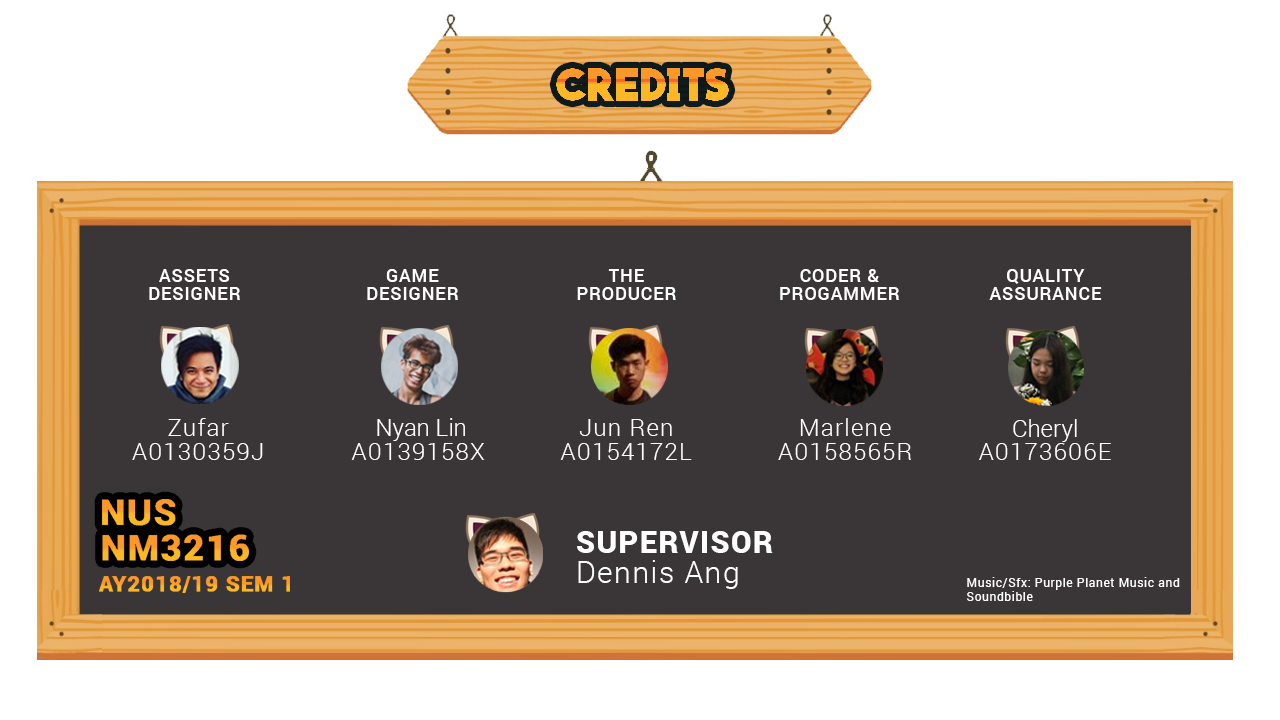 CREDITS
ASSETS
DESIGNER
Zufar
A0130359J
GAME
DESIGNER
Nyan Lin
A0139158X
THE
PRODUCER
Jun Ren
A0154172L
CODER &
PROGAMMER
Marlene
A0158565R
QUALITY
ASSURANCE
Cheryl
A0173606E
NUS
NM3216
AY2018/19 SEM 1
SUPERVISOR
Dennis Ang
Music/Sfx: Purple Planet Music and
Soundbible